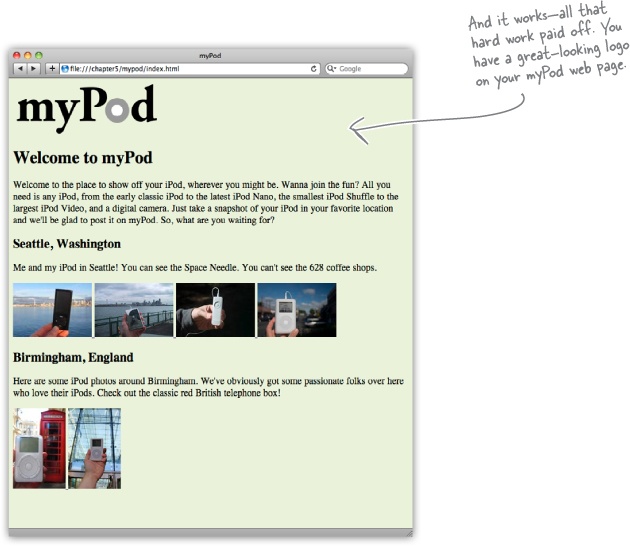 And it works—all that
hard work paid off. You
have a great-looking logo
on your myPod web page.
myPod
file:///chapter5/mypod/index.html
Google
myPod
Welcome to myPod
Welcome to the place to show off your iPod, wherever you might be. Wanna join the fun? All you
need is any iPod, from the early classic iPod to the latest iPod Nano, the smallest iPod Shuffle to the
largest iPod Video, and a digital camera. Just take a snapshot of your iPod in your favorite location
and we'll be glad to post it on myPod. So, what are you waiting for?
Seattle, Washington
Me and my iPod in Seattle! You can see the Space Needle. You can't see the 628 coffee shops.
Birmingham, England
Here are some iPod photos around Birmingham. We've obviously got some passionate folks over here
who love their iPods. Check out the classic red British telephone box!